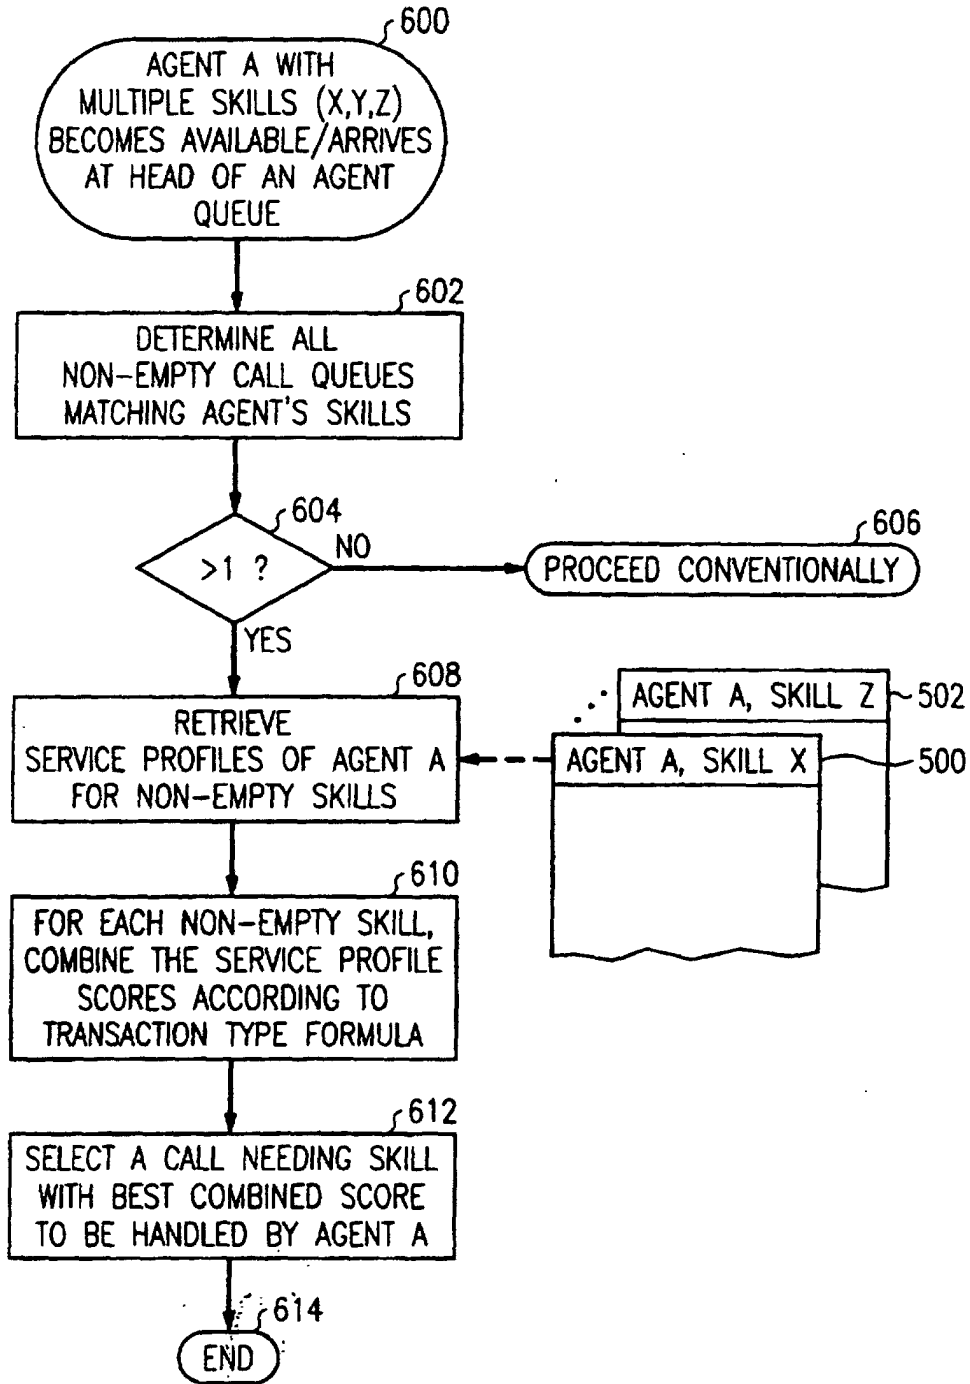 600
AGENT A WITH
MULTIPLE SKILLS (X,Y,Z)
BECOMES AVAILABLE/ARRIVES
AT HEAD OF AN AGENT
QUEUE
602
DETERMINE ALL
NON-EMPTY CALL QUEUES
MATCHING AGENT'S SKILLS
604
>1 ?
NO
606
PROCEED CONVENTIONALLY
YES
608
RETRIEVE
SERVICE PROFILES OF AGENT A
FOR NON-EMPTY SKILLS
AGENT A, SKILL Z
502
AGENT A, SKILL X
500
610
FOR EACH NON-EMPTY SKILL,
COMBINE THE SERVICE PROFILE
SCORES ACCORDING TO
TRANSACTION TYPE FORMULA
612
SELECT A CALL NEEDING SKILL
WITH BEST COMBINED SCORE
TO BE HANDLED BY AGENT A
614
END